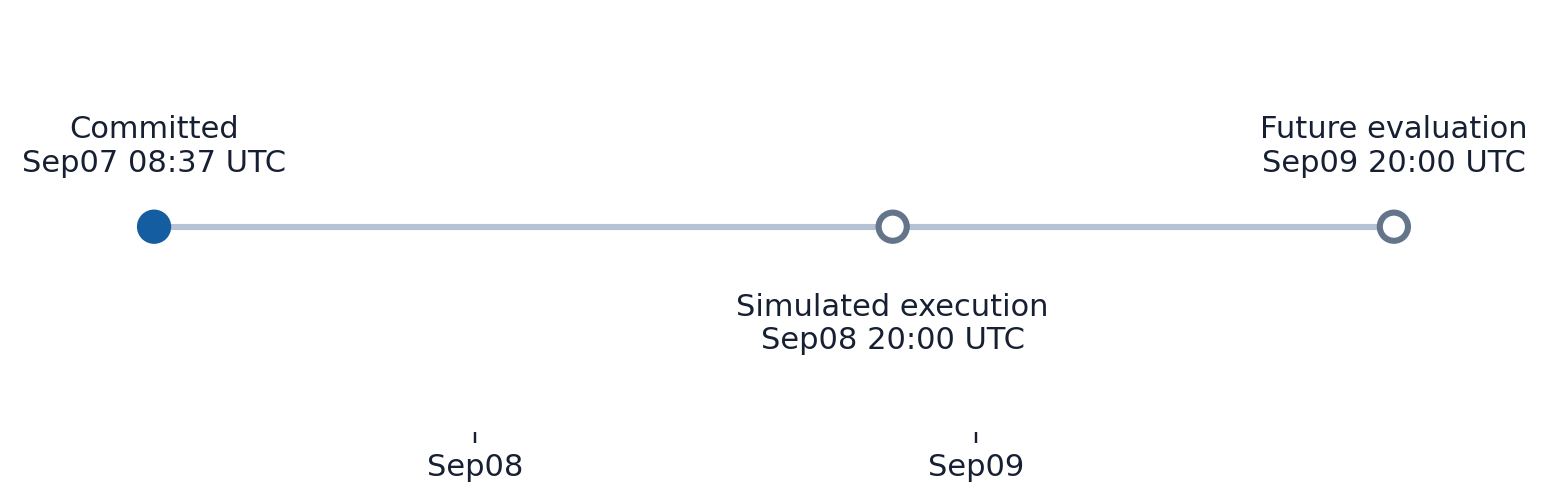 Committed
Sep07 08:37 UTC
Future evaluation
Sep09 20:00 UTC
Simulated execution
Sep08 20:00 UTC
Sep08
Sep09